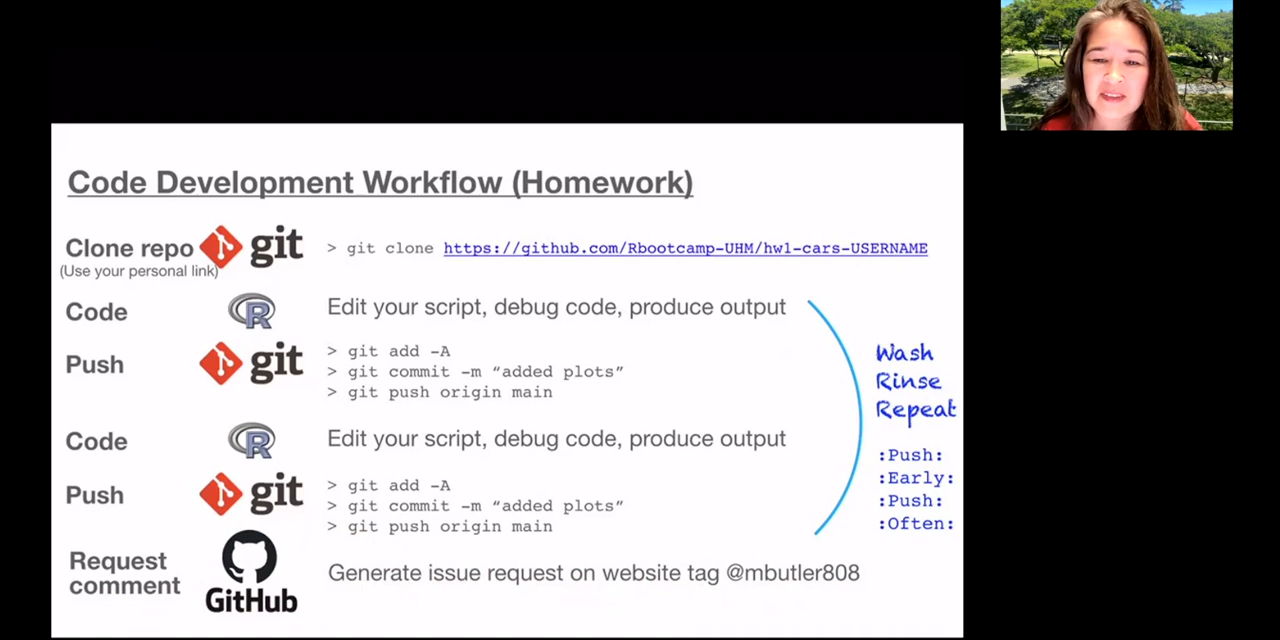 Code Development Workflow (Homework)
Clone repo git > git clone https://github.com/Rbootcamp-UHM/hw1-cars-USERNAME
(Use your personal link)
Code R Edit your script, debug code, produce output
Push git > git add -A
> git commit -m “added plots”
> git push origin main
Code R Edit your script, debug code, produce output
Push git > git add -A
> git commit -m “added plots”
> git push origin main
Wash
Rinse
Repeat
:Push:
:Early:
:Push:
:Often:
Request
comment
GitHub
Generate issue request on website tag @mbutler808